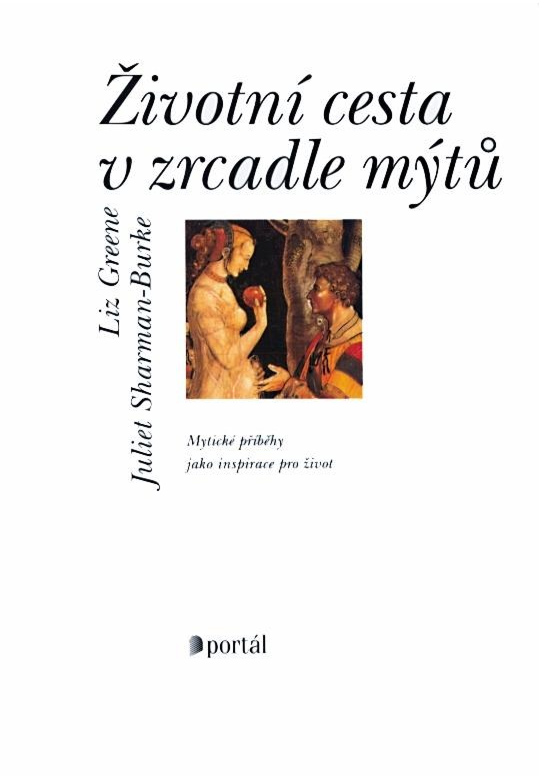 Životní cesta
v zrcadle mýtů
Liz Greene
Juliet Sharman-Burke
Mytické příběhy
jako inspirace pro život
portál